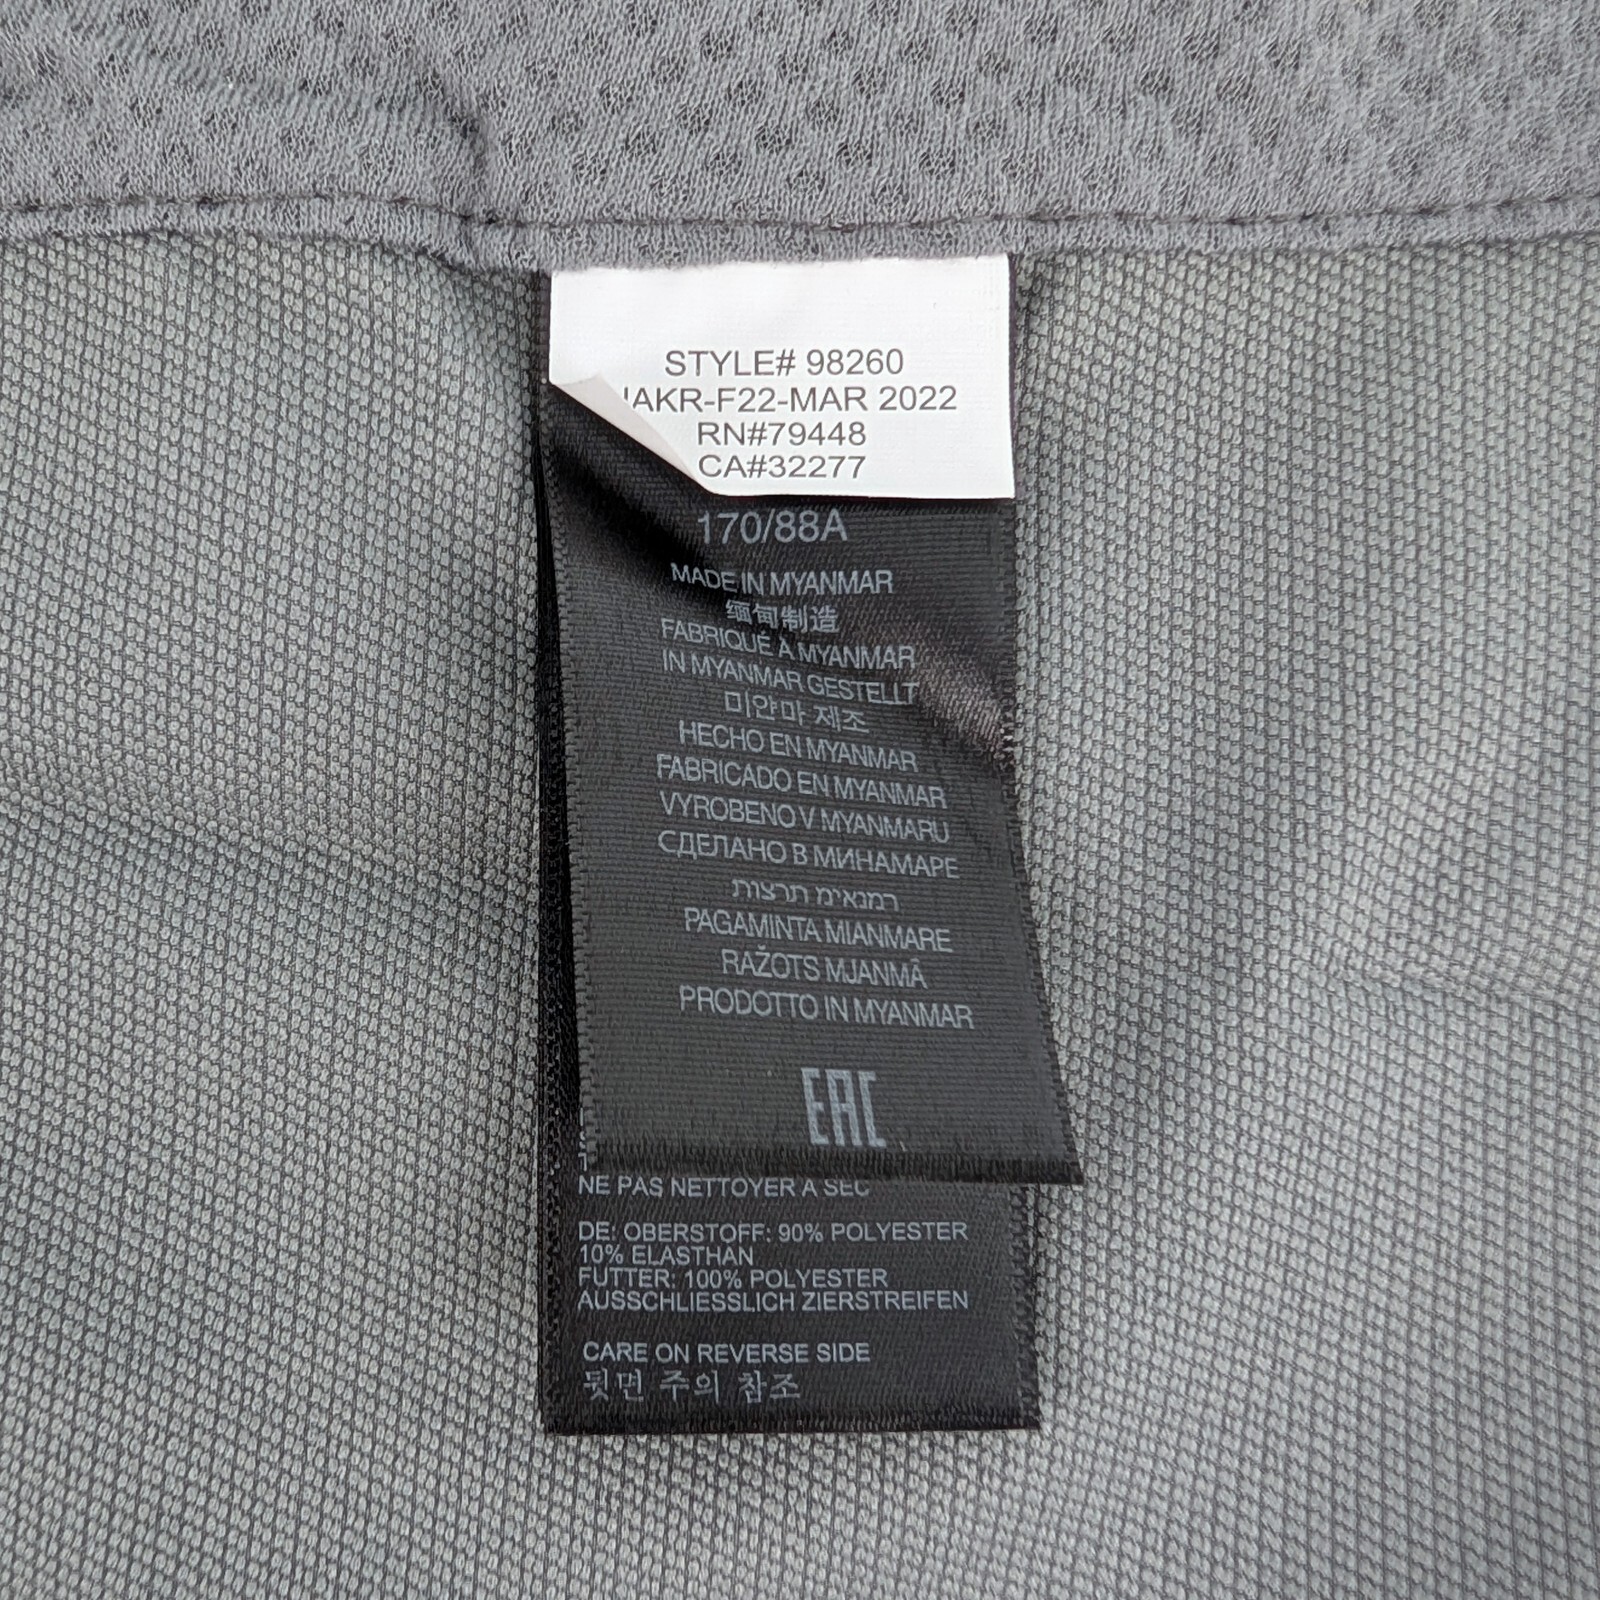 STYLE# 98260
IAKR-F22-MAR 2022
RN#79448
CA#32277
170/88A
MADE IN MYANMAR
缅甸制造
FABRIQUÉ À MYANMAR
IN MYANMAR GESTELLT
미얀마 제조
HECHO EN MYANMAR
FABRICADO EN MYANMAR
VYROBENO V MYANMARU
СДЕЛАНО В МИНАМАРЕ
רמנאימ תרצות
PAGAMINTA MIANMARE
RAŽOTS MJANMĀ
PRODOTTO IN MYANMAR
EAC
NE PAS NETTOYER A SEC
DE: OBERSTOFF: 90% POLYESTER
10% ELASTHAN
FUTTER: 100% POLYESTER
AUSSCHLIESSLICH ZIERSTREIFEN
CARE ON REVERSE SIDE
뒷면 주의 참조